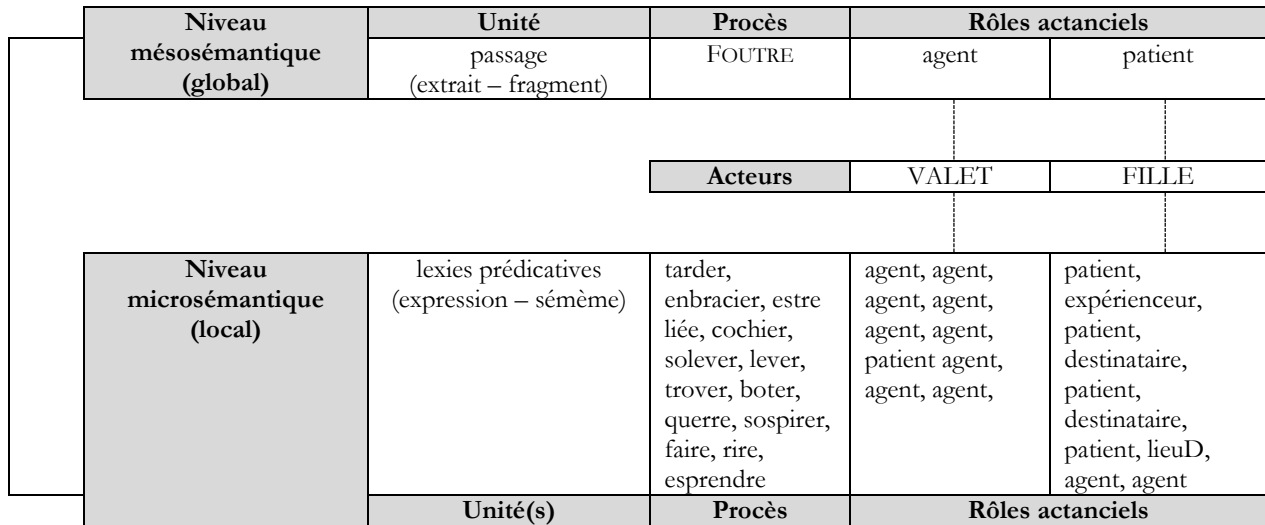 Niveau
mésosémantique
(global)
Unité
Procès
Rôles actanciels
passage
(extrait – fragment)
FOUTRE
agent
patient
Acteurs
VALET
FILLE
Niveau
microsémantique
(local)
lexies prédicatives
(expression – sémème)
tarder,
enbracier, estre
liée, cochier,
solever, lever,
trover, boter,
querre, sospirer,
faire, rire,
esprendre
agent, agent,
agent, agent,
agent, agent,
patient agent,
agent, agent,
patient,
expérienceur,
patient,
destinataire,
patient,
destinataire,
patient, lieuD,
agent, agent
Unité(s)
Procès
Rôles actanciels